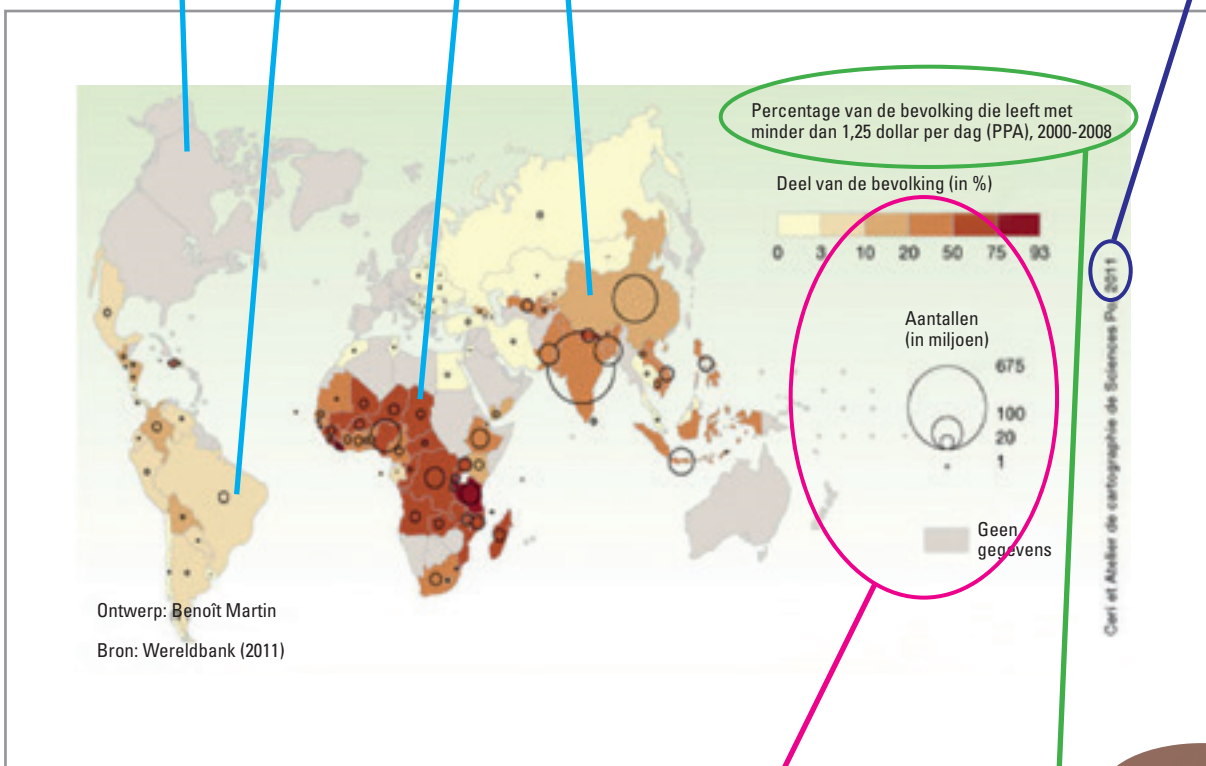 Percentage van de bevolking die leeft met
minder dan 1,25 dollar per dag (PPA), 2000-2008
Deel van de bevolking (in %)
0 3 10 20 50 75 93
Aantallen
(in miljoen)
675
100
20
1
Geen
gegevens
Ceri et Atelier de cartographie de Sciences Po, 2011
Ontwerp: Benoît Martin
Bron: Wereldbank (2011)